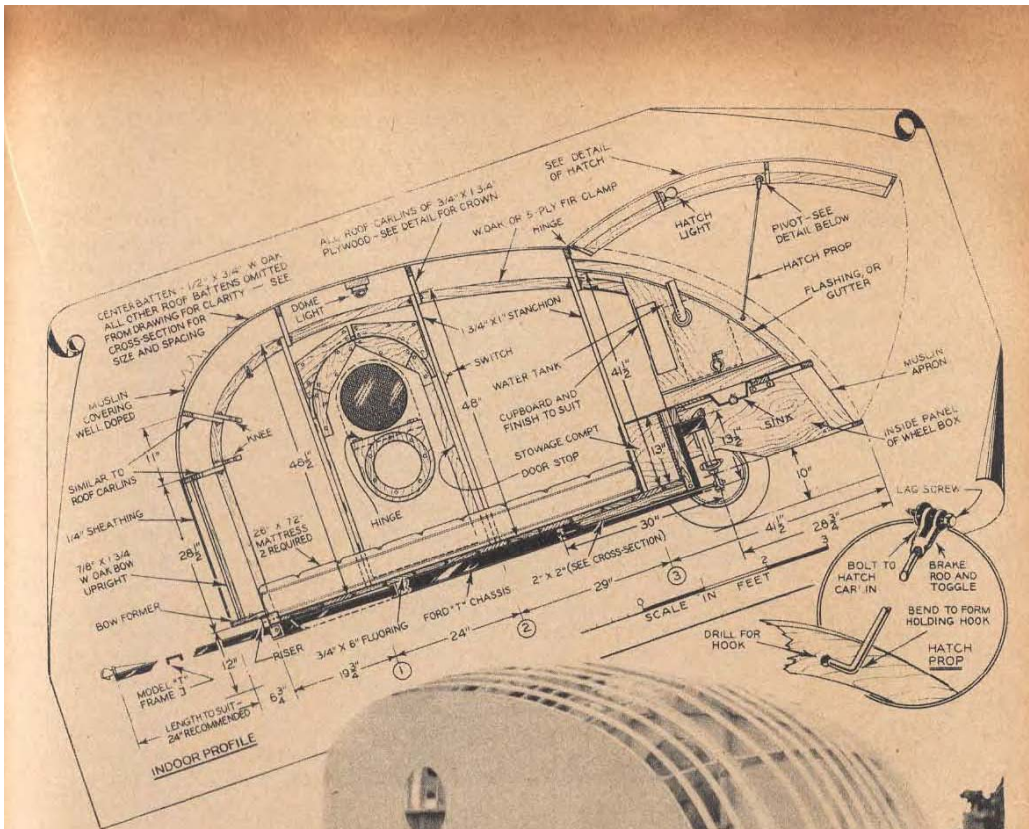 SEE DETAIL
OF HATCH
ALL ROOF CARLINS OF 3/4" X 1 3/4"
PLYWOOD - SEE DETAIL FOR CROWN
W.OAK OR 5-PLY FIR CLAMP
HINGE
HATCH
LIGHT
PIVOT-SEE
DETAIL BELOW
HATCH PROP
FLASHING, OR
GUTTER
CENTER BATTEN - 1/2" X 3/4" W OAK
ALL OTHER ROOF BATTENS OMITTED
FROM DRAWING FOR CLARITY - SEE
CROSS-SECTION FOR
SIZE AND SPACING
DOME
LIGHT
1 3/4" X 1" STANCHION
SWITCH
WATER TANK
CUPBOARD AND
FINISH TO SUIT
STOWAGE COMPT
DOOR STOP
48"
41 1/2
MUSLIN
APRON
SINK
INSIDE PANEL
OF WHEEL BOX
MUSLIN
COVERING
WELL DOPED
KNEE
11"
SIMILAR TO
ROOF CARLINS
1/4" SHEATHING
28 1/2"
7/8" X 1 3/4
W OAK BOW
UPRIGHT
BOW FORMER
46 1/2"
26" X 72"
MATTRESS
2 REQUIRED
HINGE
13"
13 1/2
10"
30"
2" X 2" (SEE CROSS-SECTION)
41 1/2
28 3/4"
RISER
3/4" X 6" FLOORING
FORD "T" CHASSIS
24"
29"
19 3/4"
6 3/4
12"
1
2
3
0
2
3
SCALE IN FEET
MODEL "T"
FRAME
LENGTH TO SUIT-
24" RECOMMENDED
INDOOR PROFILE
LAG SCREW
BOLT TO
HATCH
CAR'IN
BRAKE
ROD AND
TOGGLE
DRILL FOR
HOOK
BEND TO FORM
HOLDING HOOK
HATCH
PROP